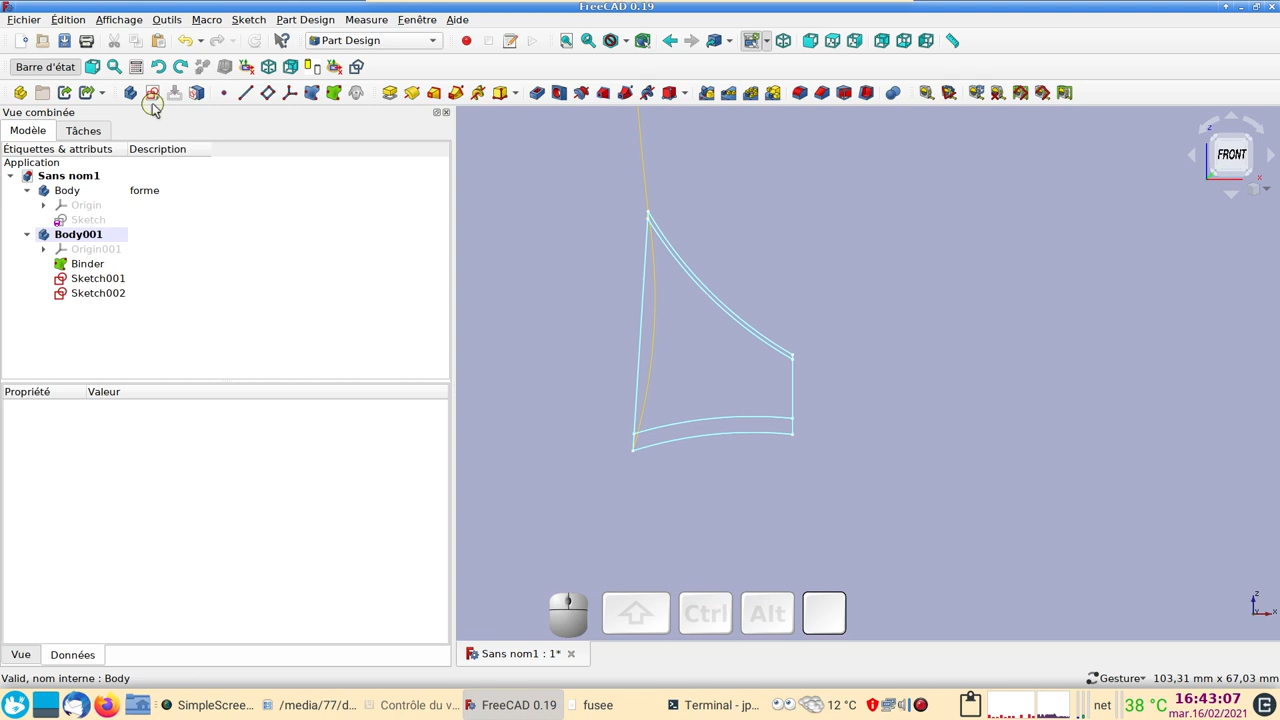 FreeCAD 0.19
Fichier Édition Affichage Outils Macro Sketch Part Design Measure Fenêtre Aide
Part Design
Barre d'état
Vue combinée
Modèle Tâches
Étiquettes & attributs Description
Application
Sans nom1
Body forme
Origin
Sketch
Body001
Origin001
Binder
Sketch001
Sketch002
Propriété Valeur
z
FRONT
x
Ctrl Alt
z
x
Vue Données
Sans nom1 : 1*
Valid, nom interne : Body
Gesture 103,31 mm x 67,03 mm
SimpleScree...
/media/77/d...
Contrôle du v...
FreeCAD 0.19
fusee
Terminal - jp...
12 °C
net
38 °C
16:43:07
mar.16/02/2021